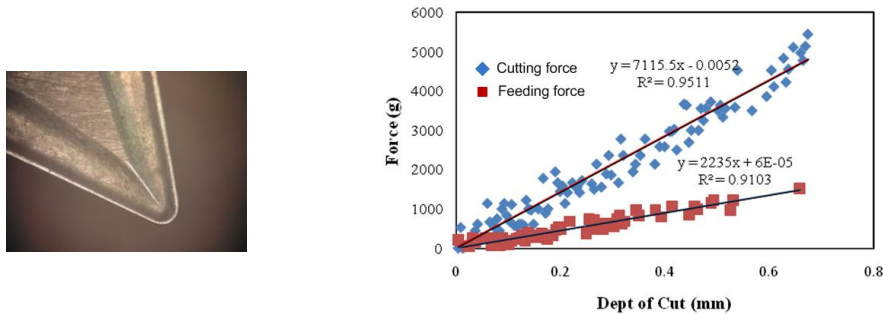 6000
5000
4000
3000
2000
1000
0
Force (g)
Cutting force
Feeding force
y = 7115.5x - 0.0052
R² = 0.9511
y = 2235x + 6E-05
R² = 0.9103
0 0.2 0.4 0.6 0.8
Dept of Cut (mm)